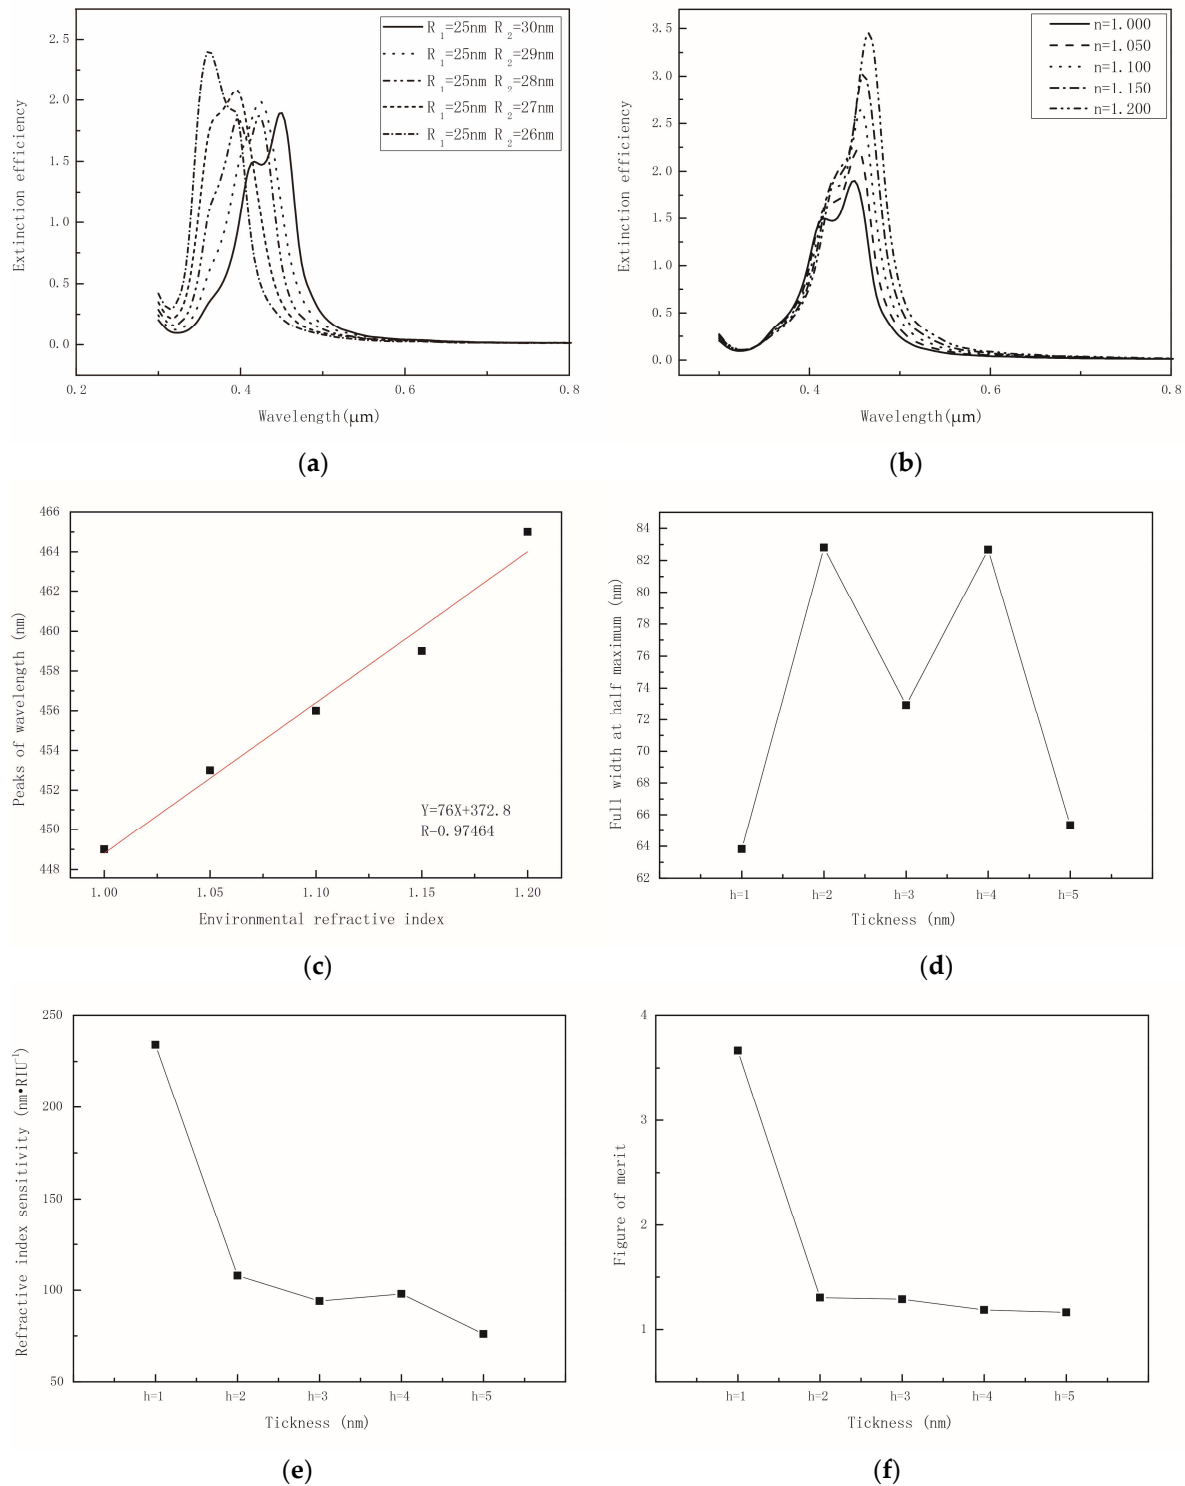 2.5
2.0
1.5
1.0
0.5
0.0
0.2
0.4
0.6
0.8
Extinction efficiency
Wavelength(μm)
R1=25nm R2=30nm
R1=25nm R2=29nm
R1=25nm R2=28nm
R1=25nm R2=27nm
R1=25nm R2=26nm
(a)
3.5
3.0
2.5
2.0
1.5
1.0
0.5
0.0
0.4
0.6
0.8
Extinction efficiency
Wavelength(μm)
n=1.000
n=1.050
n=1.100
n=1.150
n=1.200
(b)
466
464
462
460
458
456
453
452
450
448
1.00
1.05
1.10
1.15
1.20
Peaks of wavelength (nm)
Environmental refractive index
Y=76X+372.8
R−0.97464
(c)
84
82
80
78
76
74
72
70
68
66
64
62
h=1
h=2
h=3
h=4
h=5
Full width at half maximum (nm)
Tickness (nm)
(d)
250
200
150
100
50
h=1
h=2
h=3
h=4
h=5
Refractive index sensitivity (nm•RIU⁻¹)
Tickness (nm)
(e)
4
3
2
1
h=1
h=2
h=3
h=4
h=5
Figure of merit
Tickness (nm)
(f)